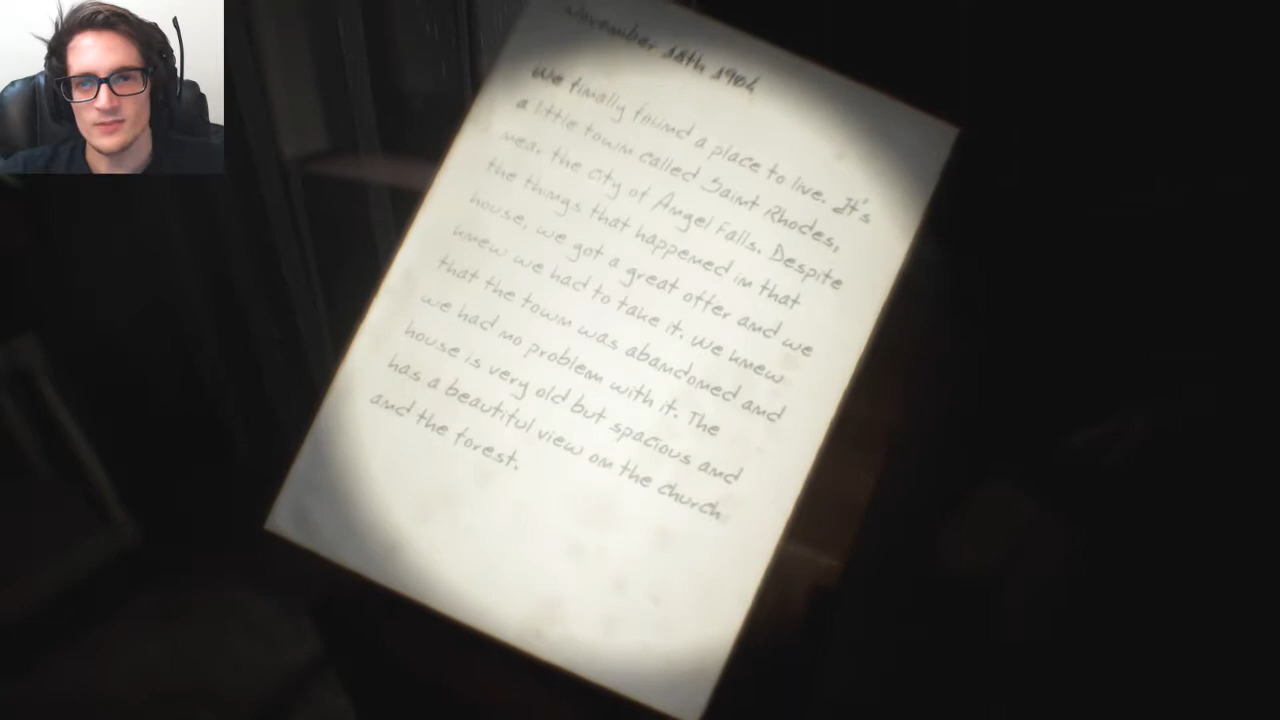 November 18th 1964
We finally found a place to live. It's
a little town called Saint Rhodes,
near the city of Angel Falls. Despite
the things that happened in that
house, we got a great offer and we
knew we had to take it. We knew
that the town was abandoned and
we had no problem with it. The
house is very old but spacious and
has a beautiful view on the church
and the forest.